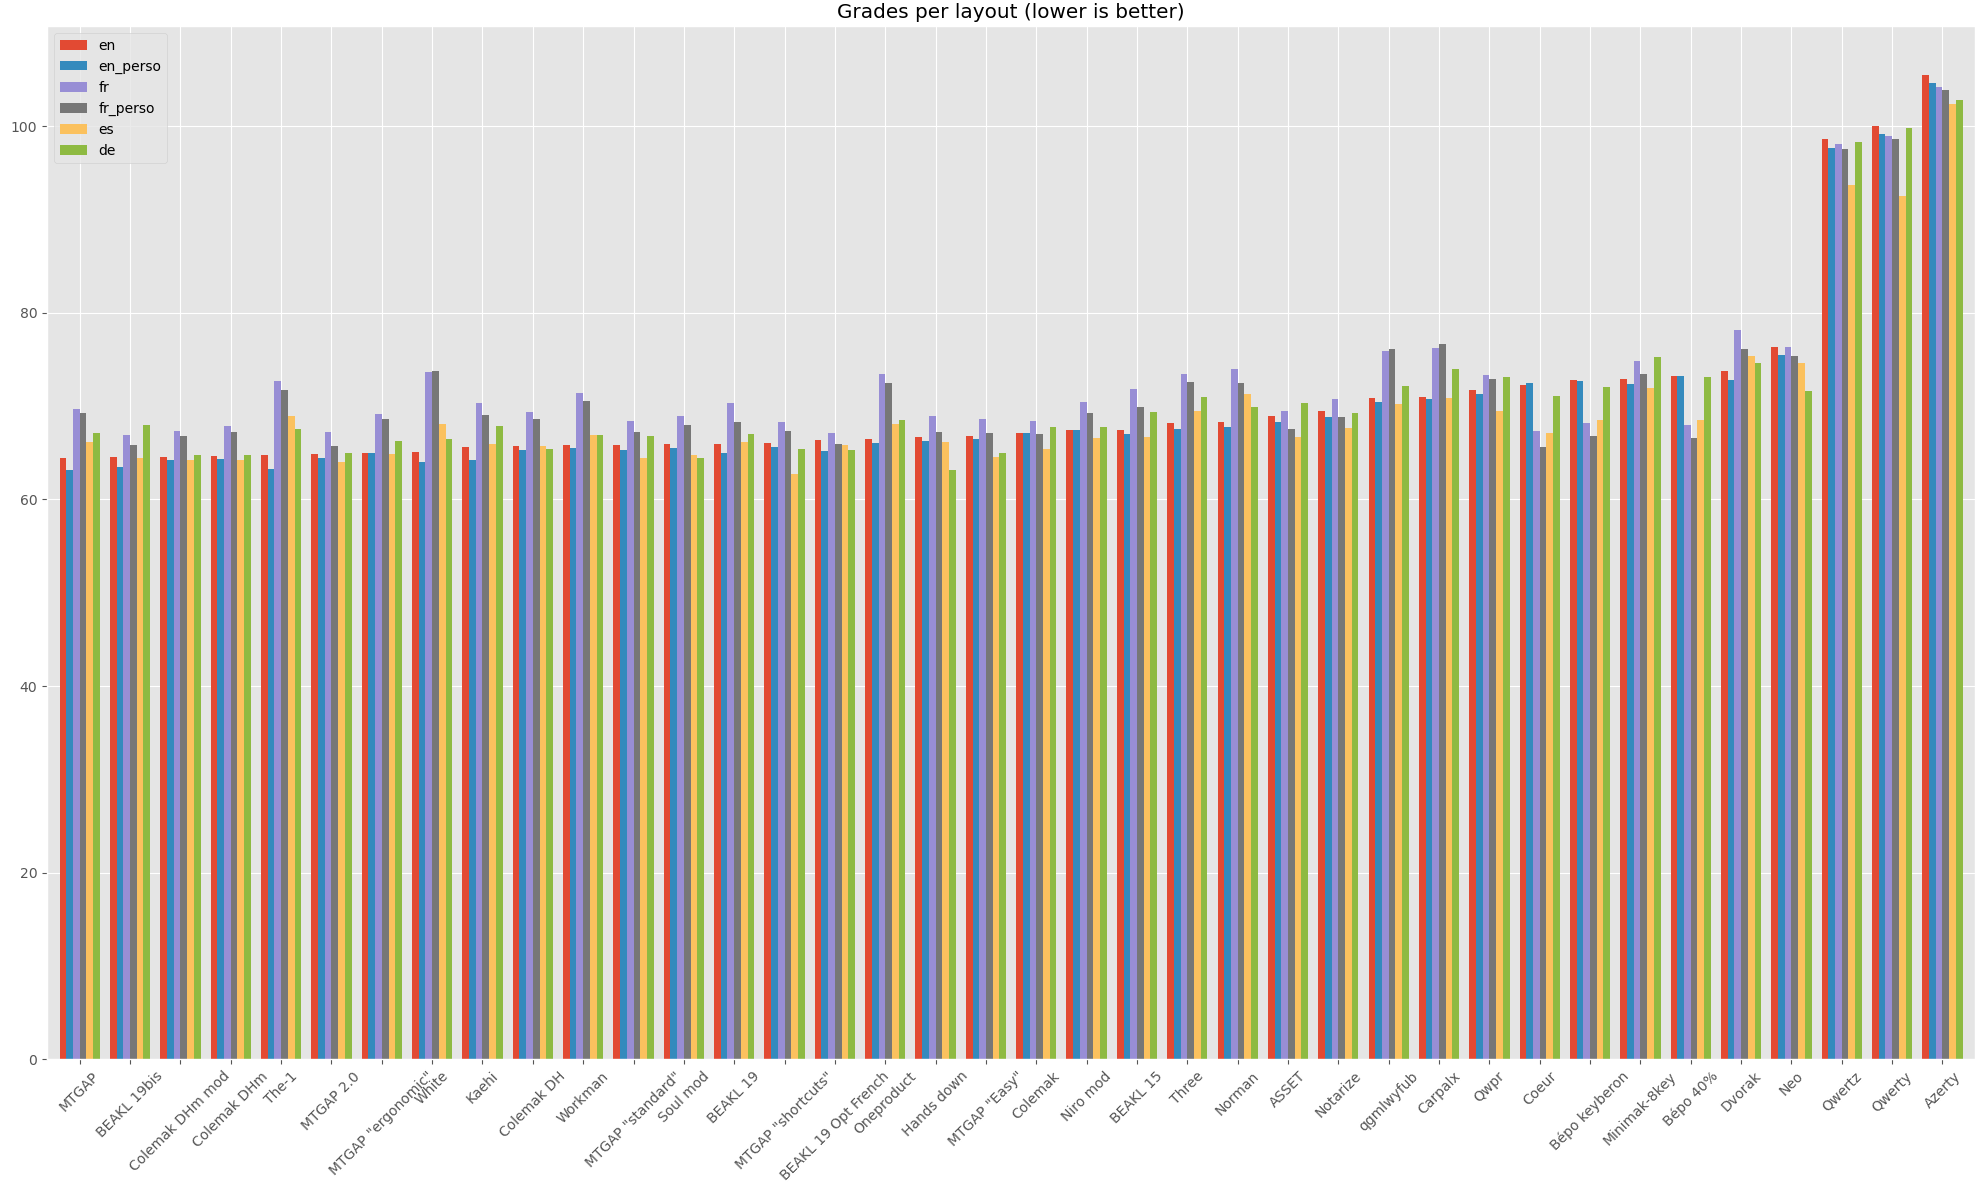 Grades per layout (lower is better)
en
en_perso
fr
fr_perso
es
de
100
80
60
40
20
0
MTGAP
BEAKL 19bis
Colemak DHm mod
Colemak DHm
The-1
MTGAP 2.0
MTGAP "ergonomic"
White
Kaehi
Colemak DH
Workman
MTGAP "standard"
Soul mod
BEAKL 19
MTGAP "shortcuts"
BEAKL 19 Opt French
Oneproduct
Hands down
MTGAP "Easy"
Colemak
Niro mod
BEAKL 15
Three
Norman
ASSET
Notarize
qgmlwyfub
Carpalx
Qwpr
Coeur
Bépo keyberon
Minimak-8key
Bépo 40%
Dvorak
Neo
Qwertz
Qwerty
Azerty